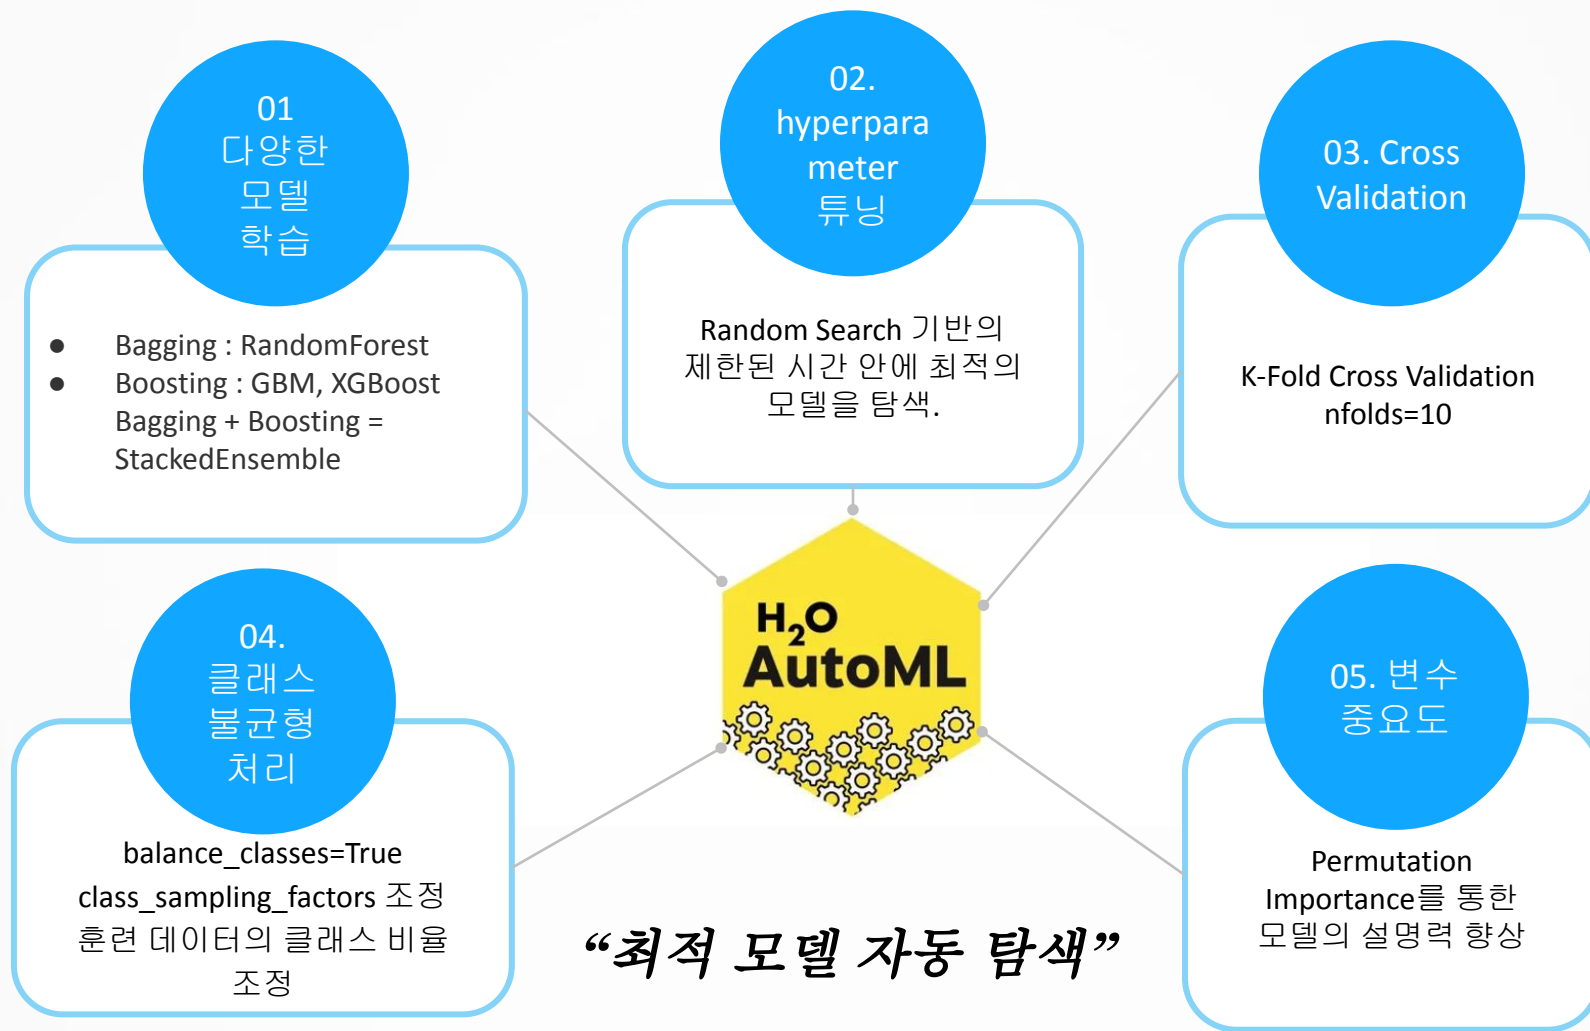 01
다양한
모델
학습
● Bagging : RandomForest
● Boosting : GBM, XGBoost
Bagging + Boosting =
StackedEnsemble
02.
hyperpara
meter
튜닝
Random Search 기반의
제한된 시간 안에 최적의
모델을 탐색.
03. Cross
Validation
K-Fold Cross Validation
nfolds=10
H₂O
AutoML
04.
클래스
불균형
처리
balance_classes=True
class_sampling_factors 조정
훈련 데이터의 클래스 비율
조정
05. 변수
중요도
Permutation
Importance를 통한
모델의 설명력 향상
“최적 모델 자동 탐색”